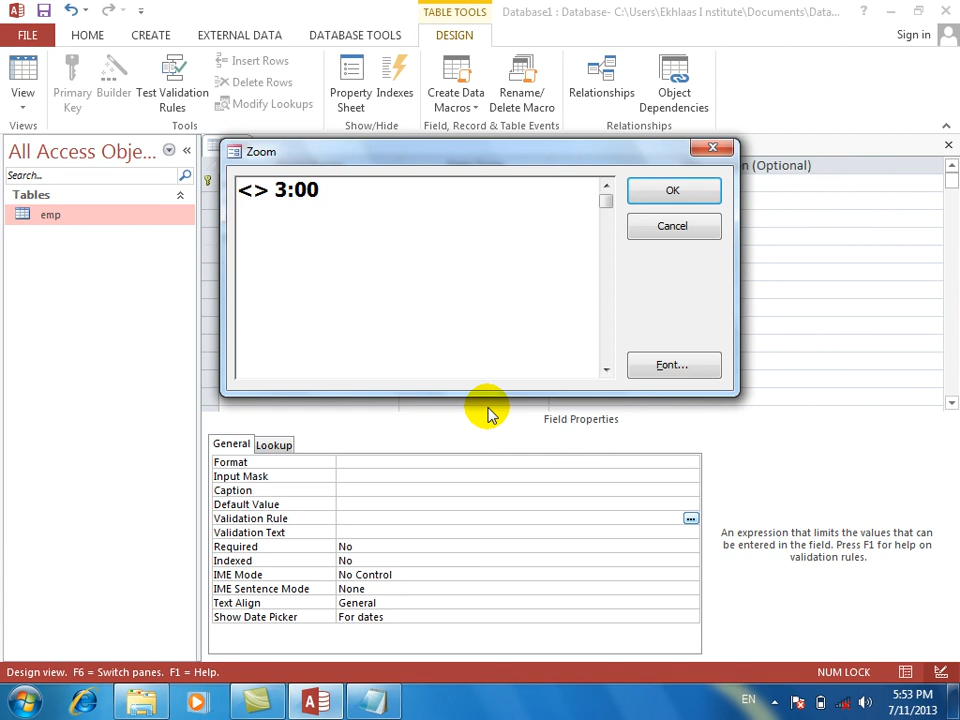 TABLE TOOLS
Database1 : Database- C:\Users\Ekhlaas I nstitute\Documents\Data...
?
FILE
HOME
CREATE
EXTERNAL DATA
DATABASE TOOLS
DESIGN
Sign in
View
Primary Key
Builder
Test Validation Rules
Insert Rows
Delete Rows
Modify Lookups
Property Sheet
Indexes
Create Data Macros
Rename/ Delete Macro
Relationships
Object Dependencies
Views
Tools
Show/Hide
Field, Record & Table Events
Relationships
All Access Obje...
Search...
Tables
emp
n (Optional)
Zoom
<> 3:00
OK
Cancel
Font...
Field Properties
General
Lookup
Format
Input Mask
Caption
Default Value
Validation Rule
Validation Text
Required No
Indexed No
IME Mode No Control
IME Sentence Mode None
Text Align General
Show Date Picker For dates
An expression that limits the values that can
be entered in the field. Press F1 for help on
validation rules.
Design view. F6 = Switch panes. F1 = Help.
NUM LOCK
EN
5:53 PM
7/11/2013